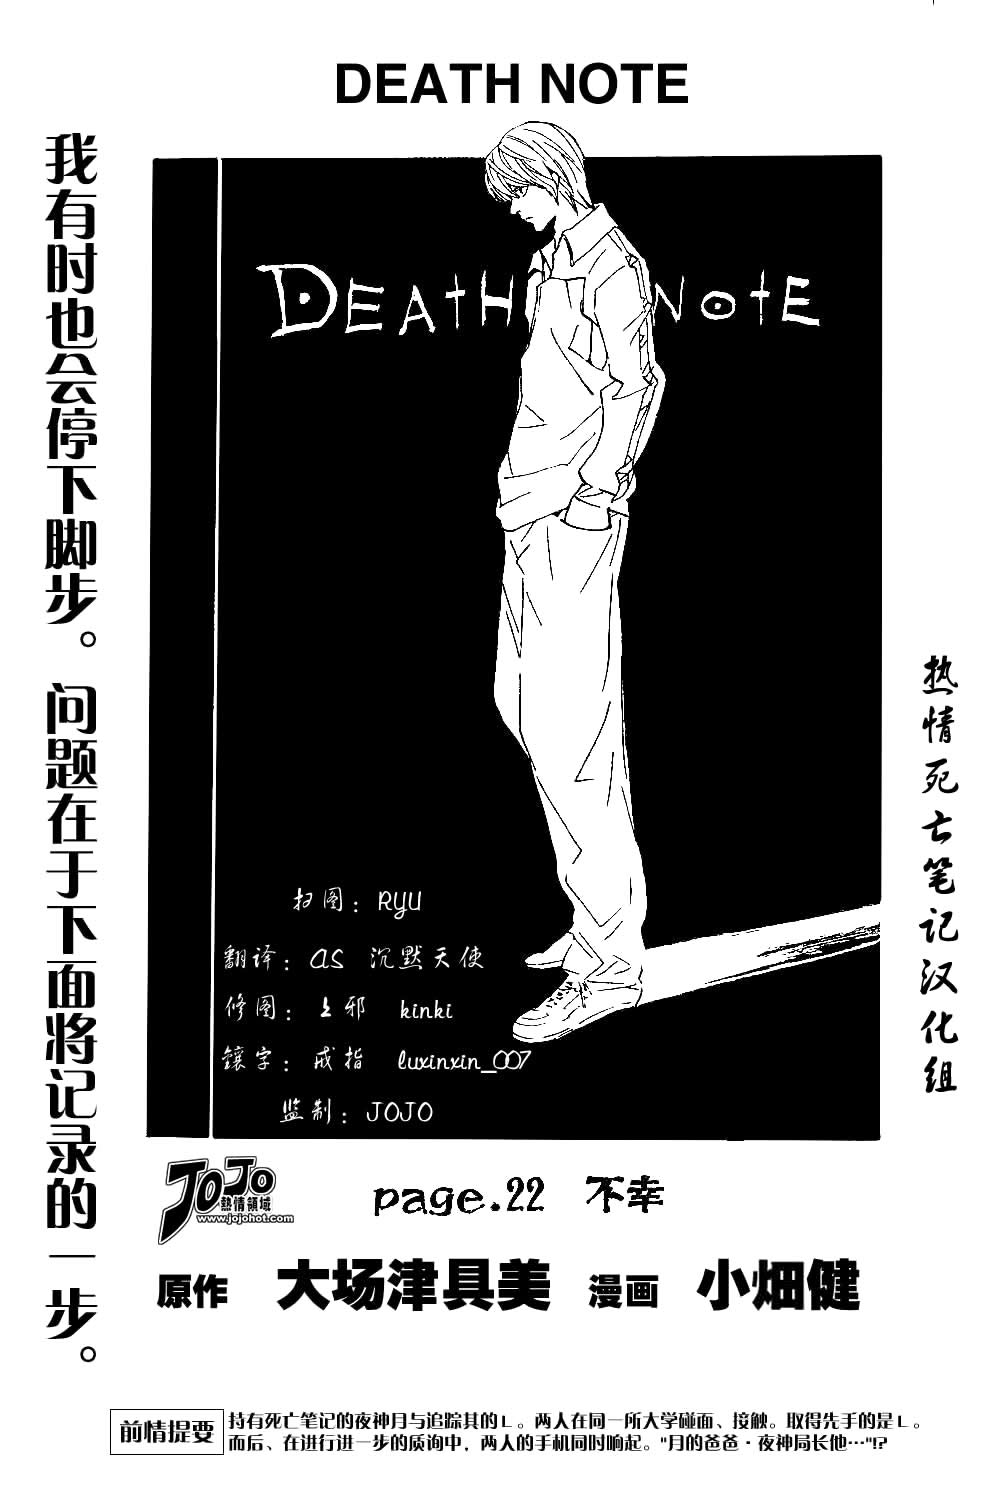 DEATH NOTE
我有时也会停下脚步。问题在于下面将记录的一步。
DEATH NOTE
热情死亡笔记汉化组
扫图：RYU
翻译：as 沉默天使
修图：上邪 kinki
镶字：戒指 luxinxin_007
监制：JOJO
JOJO
熱情領域
www.jojohot.com
page.22 不幸
原作 大场津具美 漫画 小畑健
前情提要
持有死亡笔记的夜神月与追踪其的L。两人在同一所大学碰面、接触。取得先手的是L。
而后、在进行进一步的质询中，两人的手机同时响起。"月的爸爸·夜神局长他…"!?